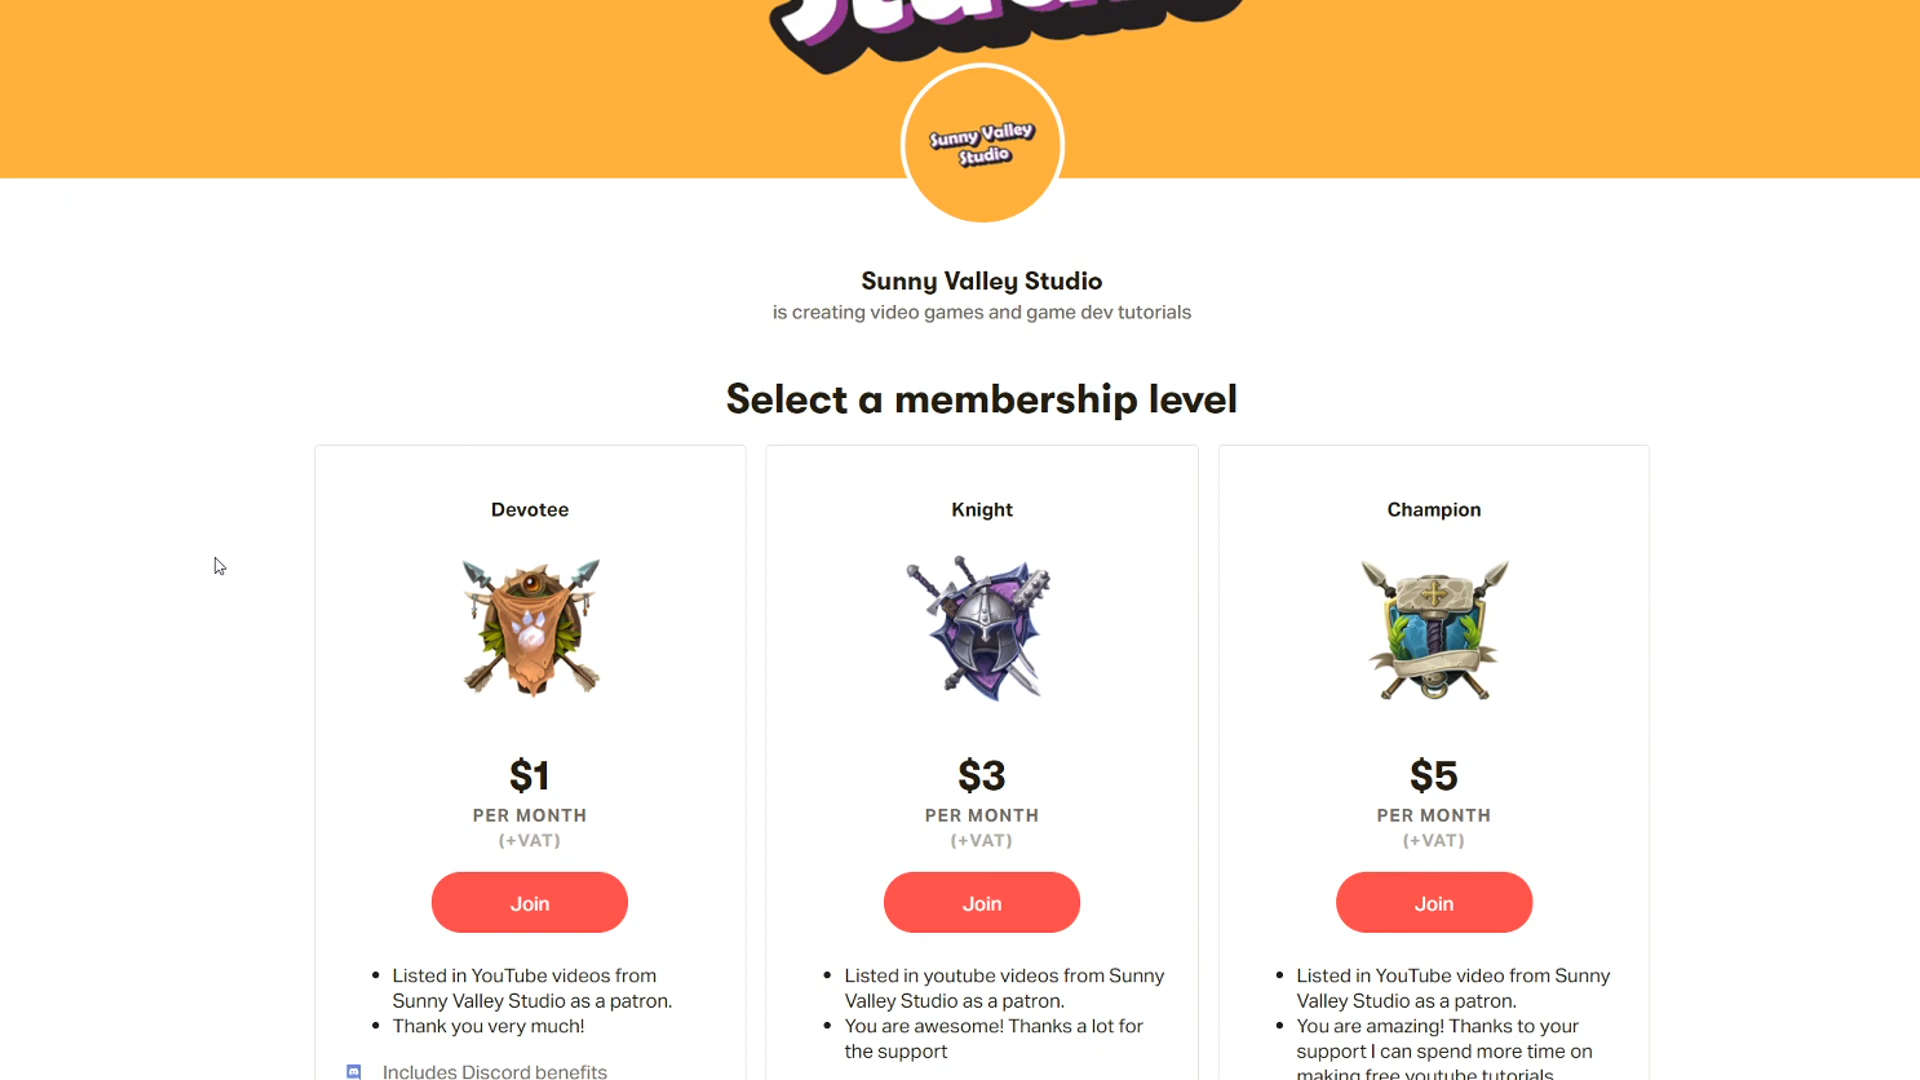 Sunny Valley
Studio
Sunny Valley Studio
is creating video games and game dev tutorials
Select a membership level
Devotee
$1
PER MONTH
(+VAT)
Join
• Listed in YouTube videos from
Sunny Valley Studio as a patron.
• Thank you very much!
Includes Discord benefits
Knight
$3
PER MONTH
(+VAT)
Join
• Listed in youtube videos from Sunny
Valley Studio as a patron.
• You are awesome! Thanks a lot for
the support
Champion
$5
PER MONTH
(+VAT)
Join
• Listed in YouTube video from Sunny
Valley Studio as a patron.
• You are amazing! Thanks to your
support I can spend more time on
making free youtube tutorials